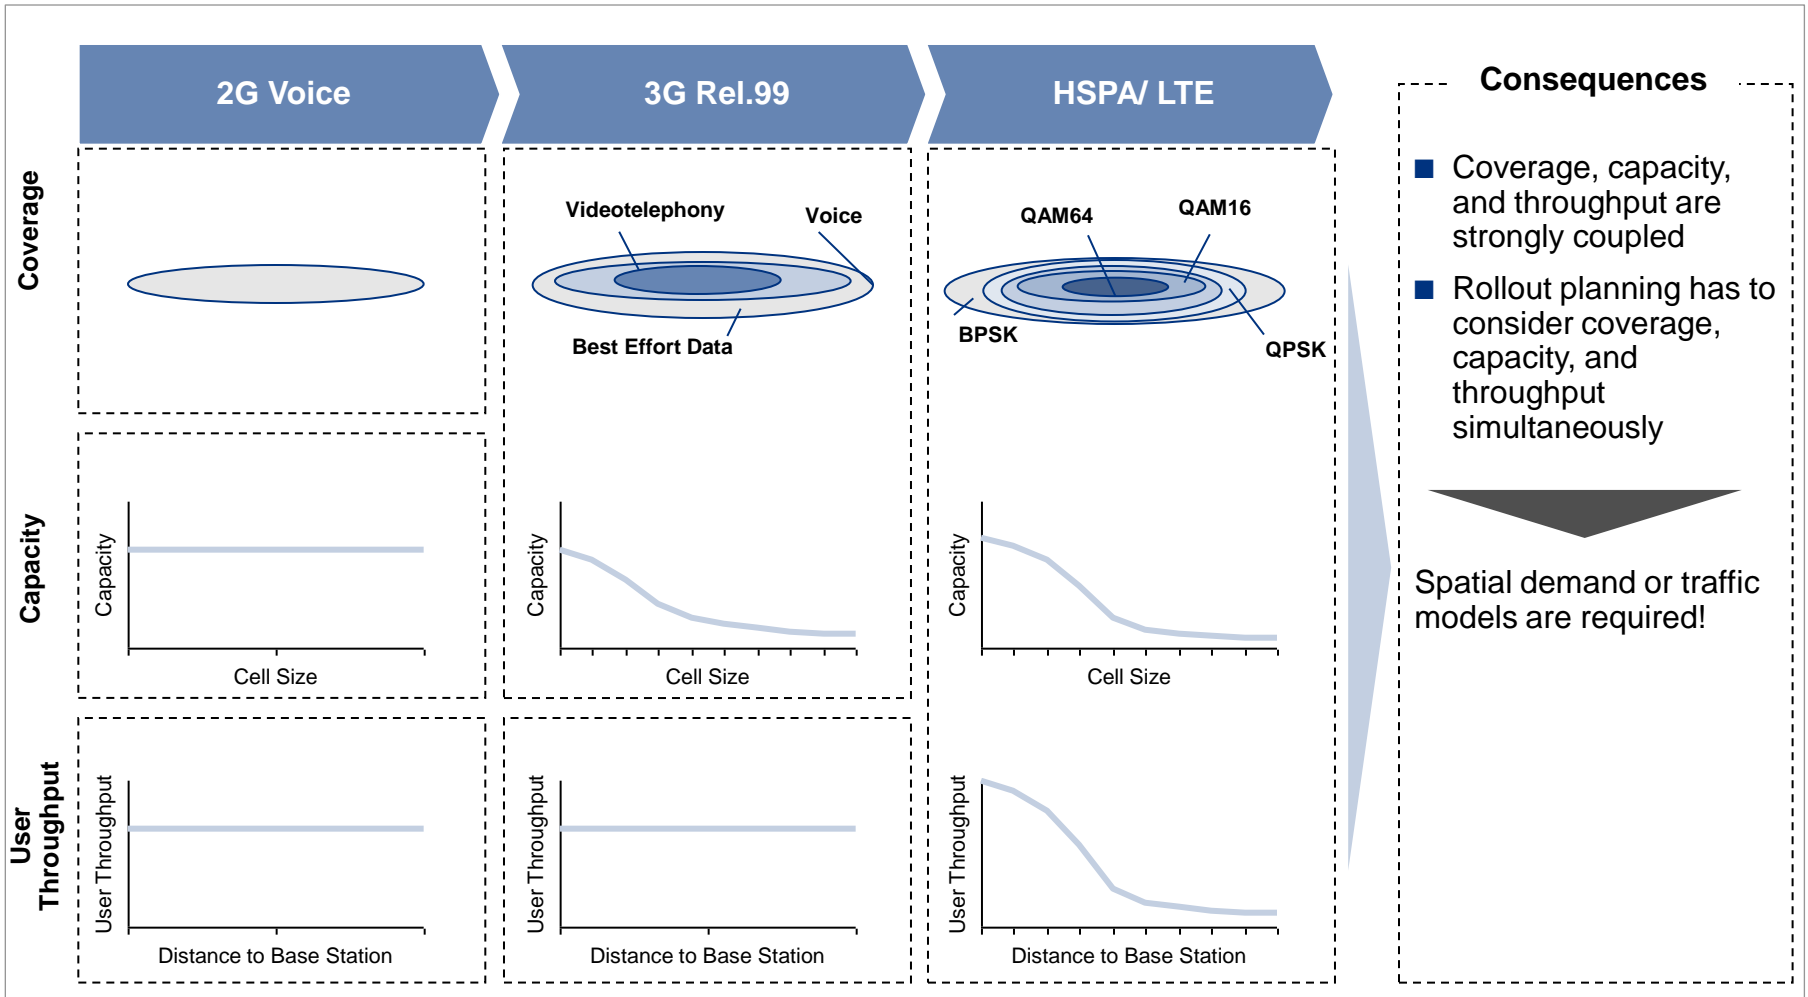 2G Voice
3G Rel.99
HSPA/ LTE
Consequences
Coverage
Videotelephony
Voice
Best Effort Data
QAM64
QAM16
BPSK
QPSK
Capacity
Capacity
Cell Size
Capacity
Cell Size
Capacity
Cell Size
User
Throughput
User Throughput
Distance to Base Station
User Throughput
Distance to Base Station
User Throughput
Distance to Base Station
Coverage, capacity,
and throughput are
strongly coupled
Rollout planning has to
consider coverage,
capacity, and
throughput
simultaneously
Spatial demand or traffic
models are required!